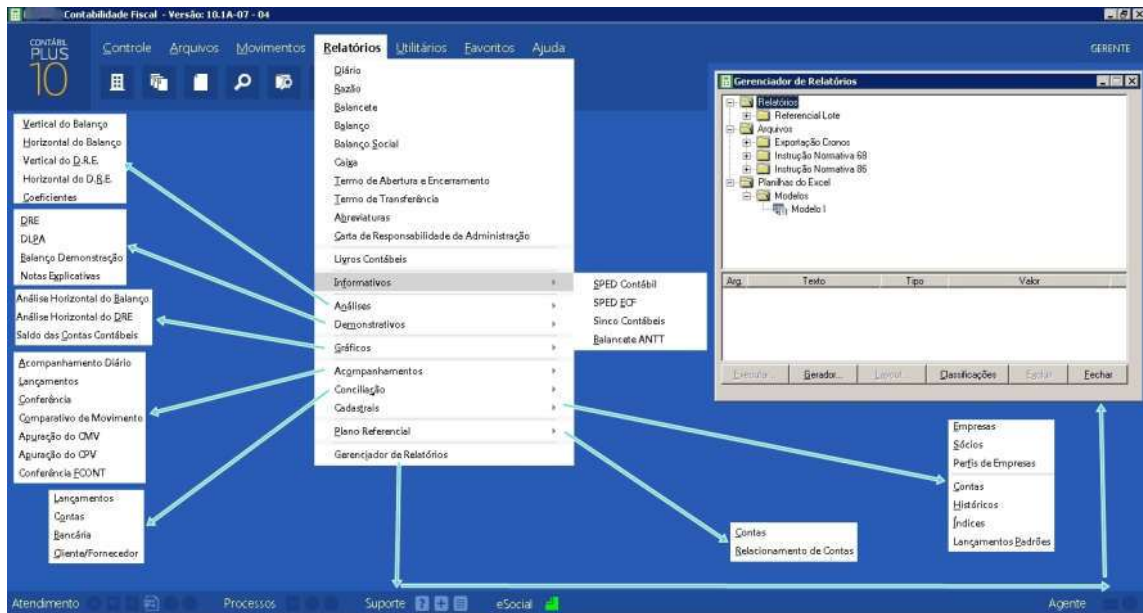 Contabilidade Fiscal - Versão: 10.1A-07 - 04
CONTÁBIL
PLUS
10
Controle Arquivos Movimentos Relatórios Utilitários Favoritos Ajuda
GERENTE
Diário
Razão
Balancete
Balanço
Balanço Social
Caixa
Termo de Abertura e Encerramento
Termo de Transferência
Abreviaturas
Carta de Responsabilidade da Administração
Livros Contábeis
Informativos
Análises
Demonstrativos
Gráficos
Acompanhamentos
Conciliação
Cadastrais
Plano Referencial
Gerenciador de Relatórios
Vertical do Balanço
Horizontal do Balanço
Vertical do D.R.E.
Horizontal do D.R.E.
Coeficientes
DRE
DLPA
Balanço Demonstração
Notas Explicativas
Análise Horizontal do Balanço
Análise Horizontal do DRE
Saldo das Contas Contábeis
Acompanhamento Diário
Lançamentos
Conferência
Comparativo de Movimento
Apuração do CMV
Apuração do CPV
Conferência FCONT
Lançamentos
Contas
Bancária
Cliente/Fornecedor
SPED Contábil
SPED ECF
Sinco Contábeis
Balancete ANTT
Gerenciador de Relatórios
Relatórios
Referencial Lote
Arquivos
Exportação Cronos
Instrução Normativa 68
Instrução Normativa 86
Planilhas do Excel
Modelos
Modelo I
Arg. Texto Tipo Valor
Executar... Gerador... Layout... Classificações Excluir Fechar
Empresas
Sócios
Perfis de Empresas
Contas
Históricos
Índices
Lançamentos Padrões
Contas
Relacionamento de Contas
Atendimento Processos Suporte eSocial Agente